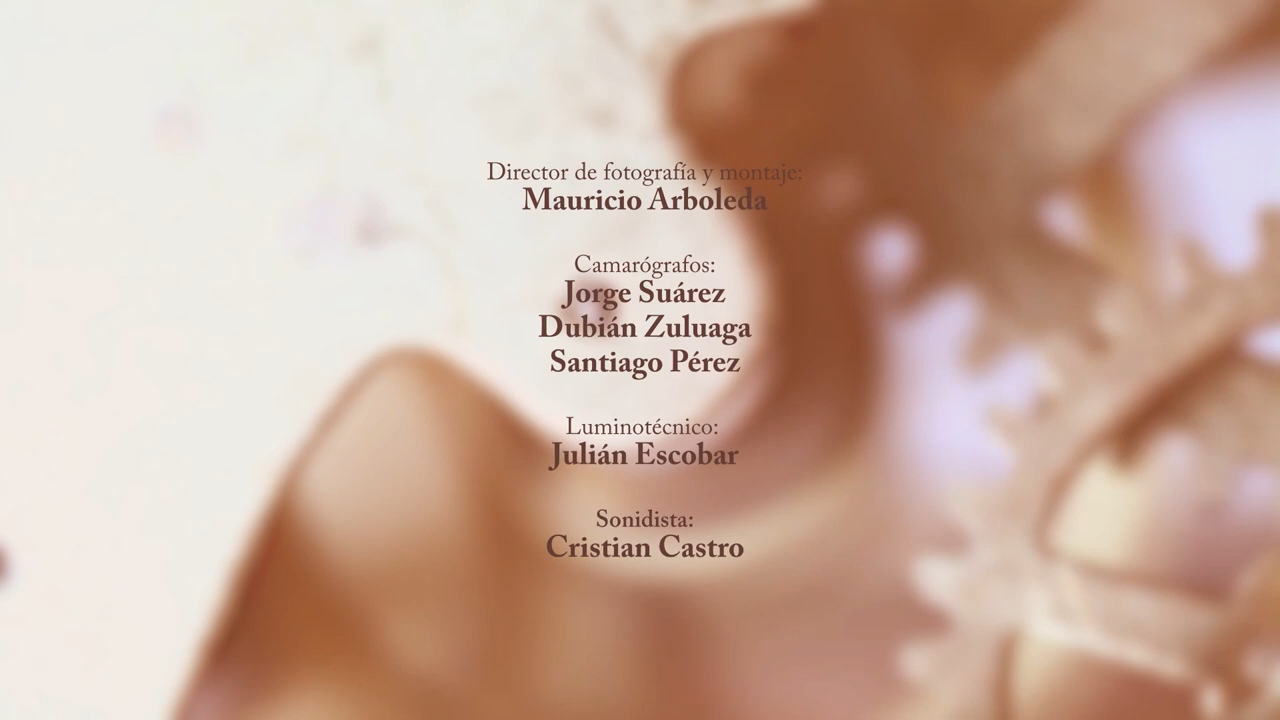 Director de fotografía y montaje:
Mauricio Arboleda
Camarógrafos:
Jorge Suárez
Dubián Zuluaga
Santiago Pérez
Luminotécnico:
Julián Escobar
Sonidista:
Cristian Castro